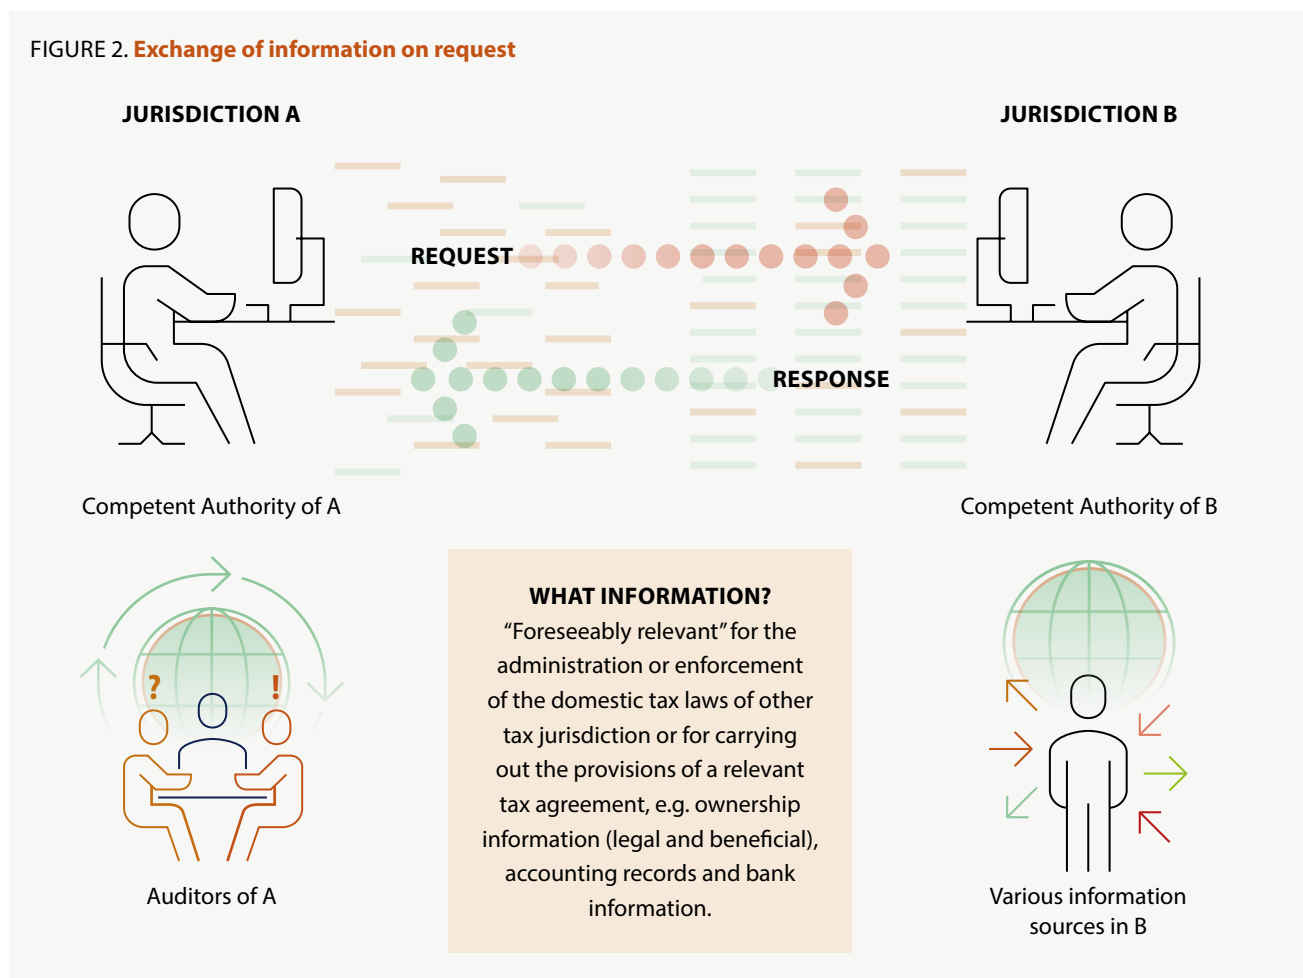 FIGURE 2. Exchange of information on request
JURISDICTION A
JURISDICTION B
REQUEST
RESPONSE
Competent Authority of A
Competent Authority of B
? !
WHAT INFORMATION?
“Foreseeably relevant” for the
administration or enforcement
of the domestic tax laws of other
tax jurisdiction or for carrying
out the provisions of a relevant
tax agreement, e.g. ownership
information (legal and beneficial),
accounting records and bank
information.
Auditors of A
Various information
sources in B